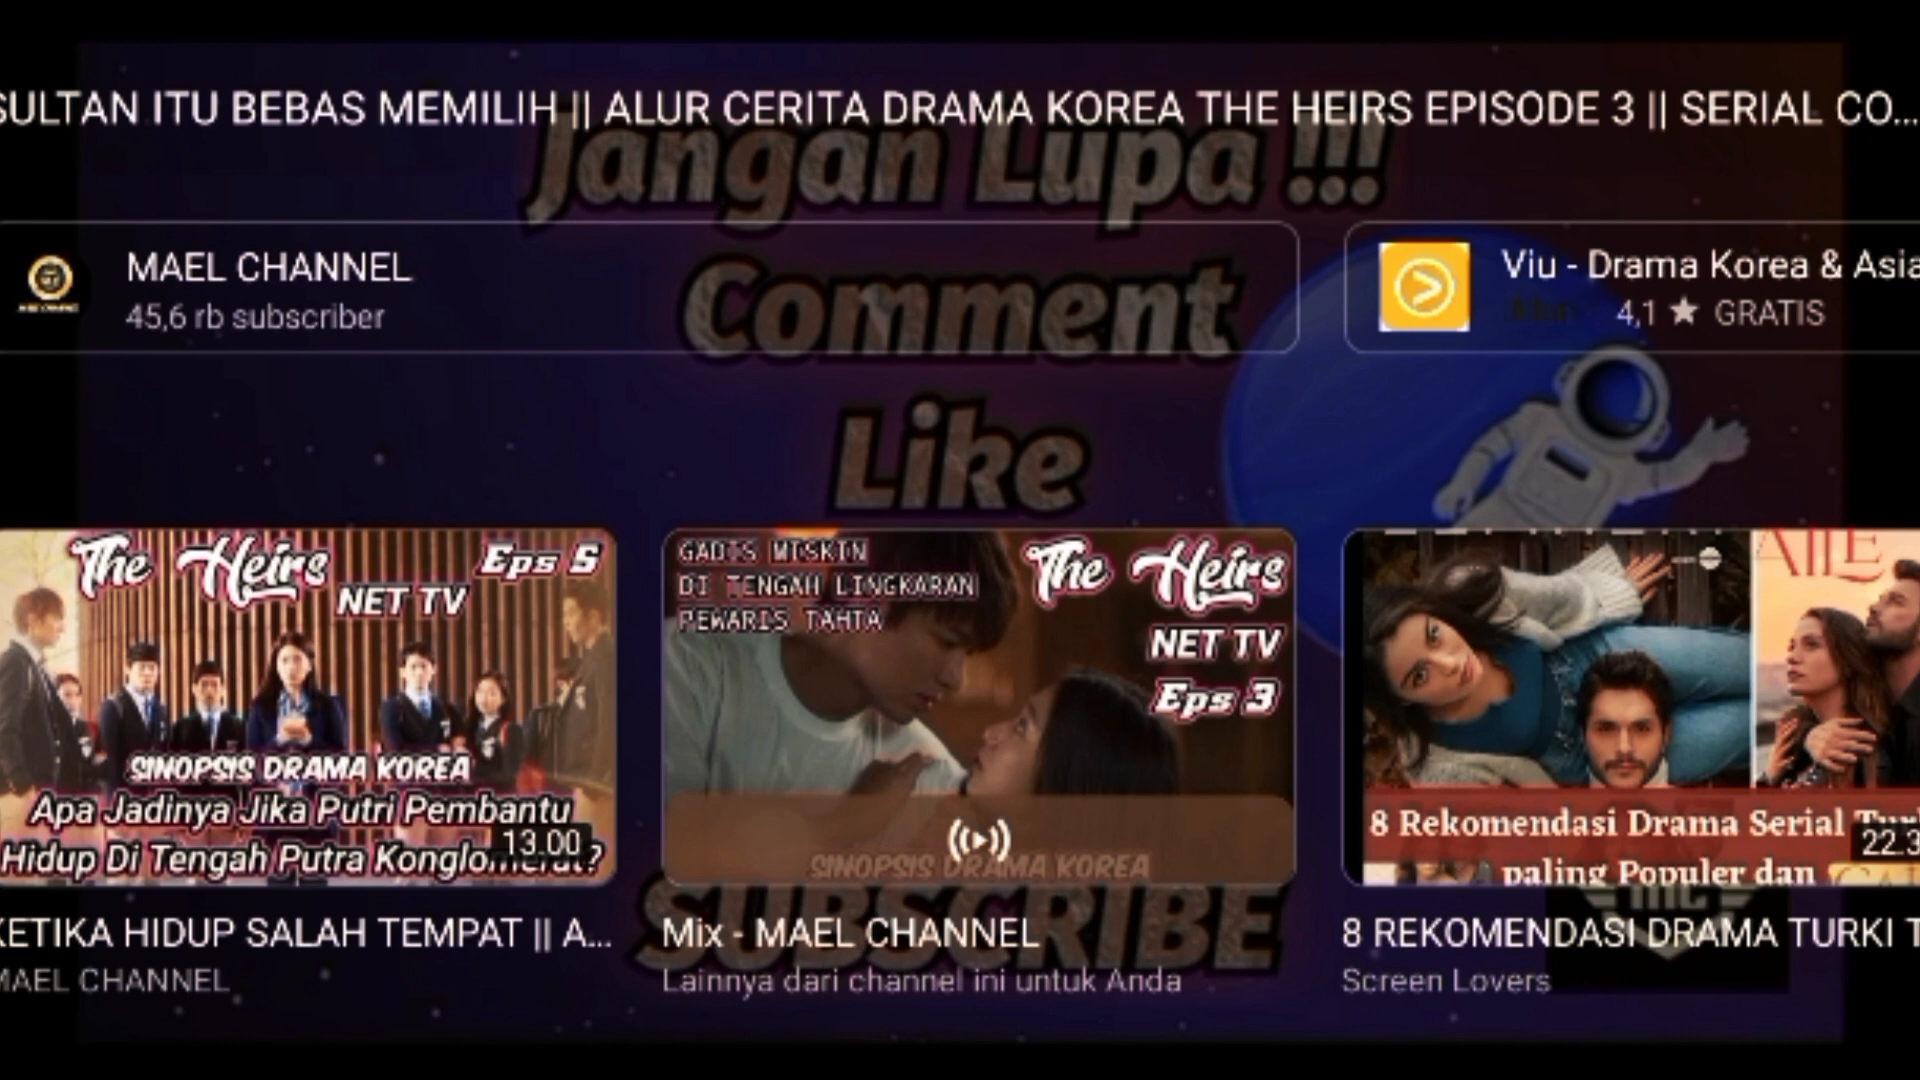 SULTAN ITU BEBAS MEMILIH || ALUR CERITA DRAMA KOREA THE HEIRS EPISODE 3 || SERIAL CO...
Jangan Lupa !!!
MAEL CHANNEL
45,6 rb subscriber
Viu - Drama Korea & Asia
4,1 ★ GRATIS
Comment
Like
The Heirs
Eps 5
NET TV
SINOPSIS DRAMA KOREA
Apa Jadinya Jika Putri Pembantu
Hidup Di Tengah Putra Konglomerat?
13.00
GADIS MISKIN
DI TENGAH LINGKARAN
PEWARIS TAHTA
The Heirs
NET TV
Eps 3
SINOPSIS DRAMA KOREA
8 Rekomendasi Drama Serial
paling Populer dan
22.3
SUBSCRIBE
KETIKA HIDUP SALAH TEMPAT || A...
MAEL CHANNEL
Mix - MAEL CHANNEL
Lainnya dari channel ini untuk Anda
8 REKOMENDASI DRAMA TURKI T
Screen Lovers